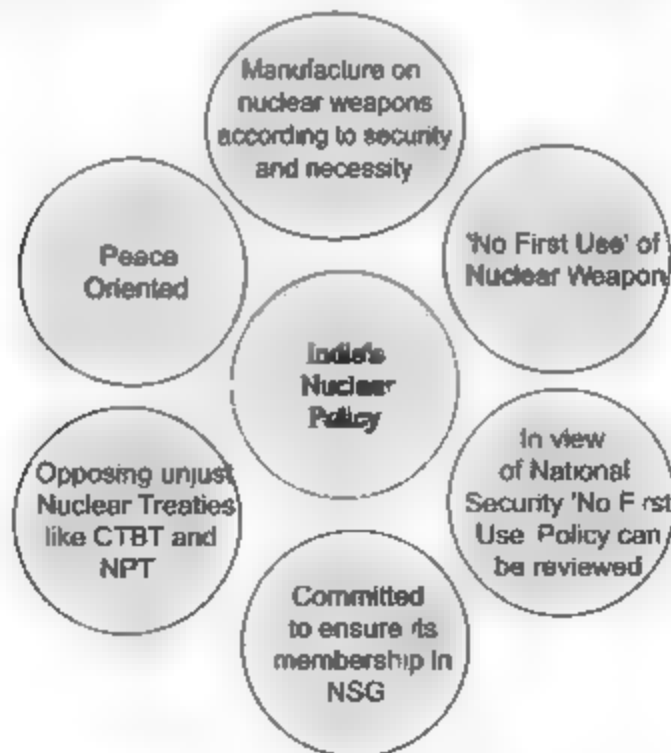 Manufacture on
nuclear weapons
according to security
and necessity
'No First Use' of
Nuclear Weapon
In view
of National
Security 'No First
Use Policy can
be reviewed
Committed
to ensure its
membership in
NSG
Opposing unjust
Nuclear Treaties
like CTBT and
NPT
Peace
Oriented
India's
Nuclear
Policy